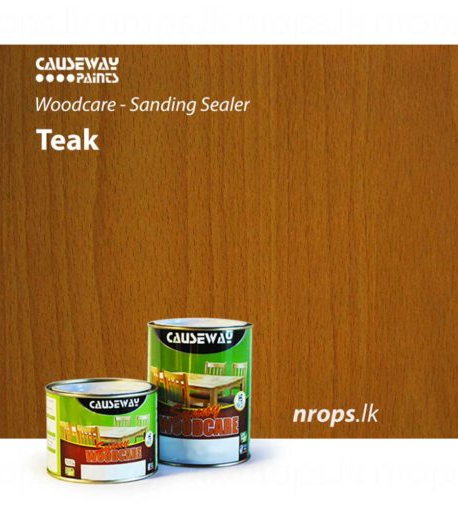 CAUSEWAY
PAINTS
Woodcare - Sanding Sealer
Teak
CAUSEWAY
WOODCARE
CAUSEWAY
WOODCARE
nrops.lk